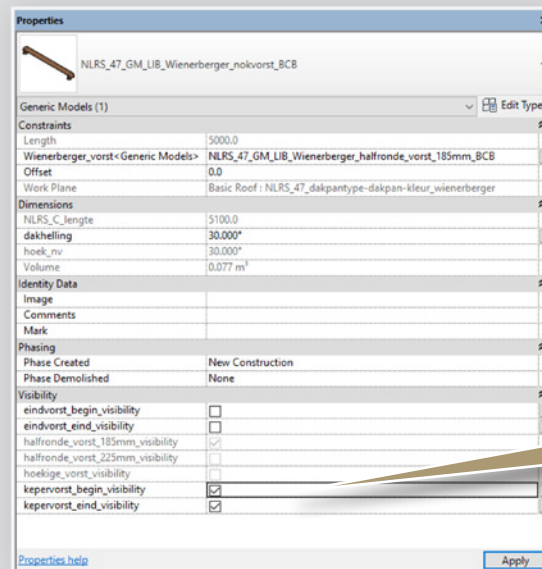 Properties
NLRS_47_GM_LIB_Wienerberger_nokvorst_BCB
Generic Models (1) Edit Type
Constraints
Length 5000.0
Wienerberger_vorst<Generic Models> NLRS_47_GM_LIB_Wienerberger_halfronde_vorst_185mm_BCB
Offset 0.0
Work Plane Basic Roof : NLRS_47_dakpantype-dakpan-kleur_wienerberger
Dimensions
NLRS_C_lengte 5100.0
dakhelling 30.000°
hoek_nv 30.000°
Volume 0.077 m³
Identity Data
Image
Comments
Mark
Phasing
Phase Created New Construction
Phase Demolished None
Visibility
eindvorst_begin_visibility
eindvorst_eind_visibility
halfronde_vorst_185mm_visibility
halfronde_vorst_225mm_visibility
hoekige_vorst_visibility
kepervorst_begin_visibility
kepervorst_eind_visibility
Properties help Apply